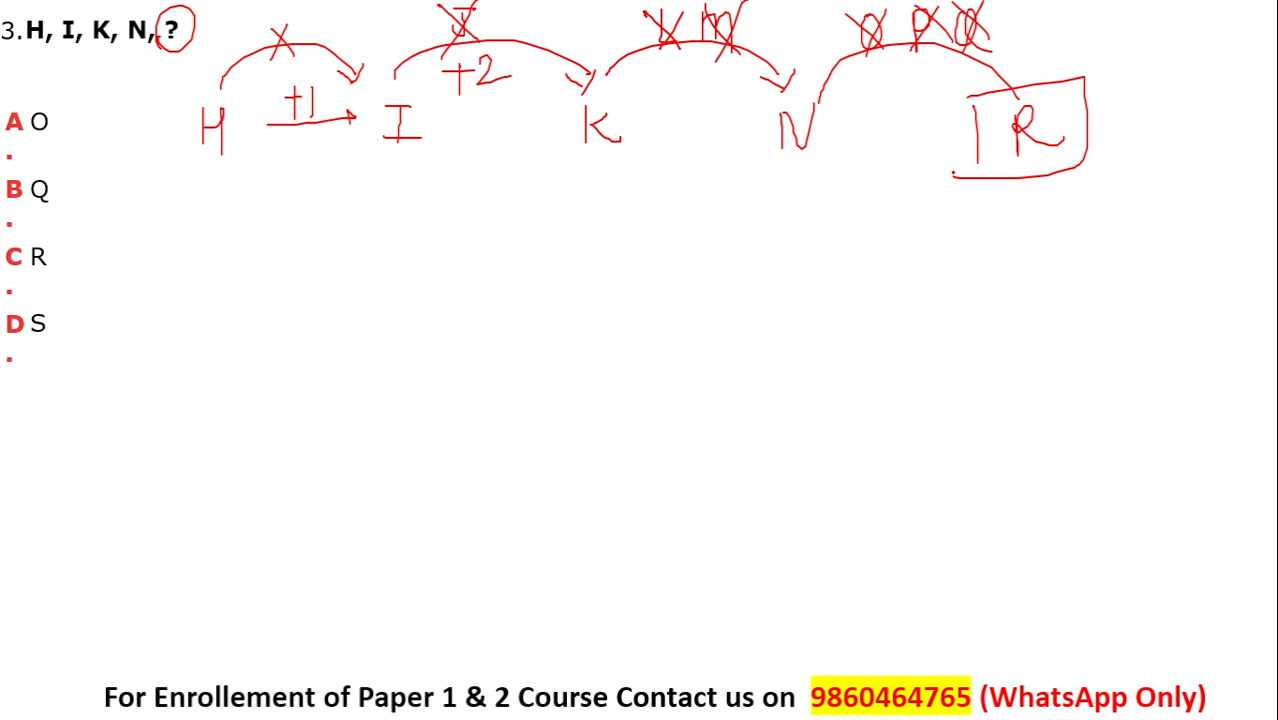 3.H, I, K, N, ?
J L M O P Q
+1 +2
H I K N R
A O
.
B Q
.
C R
.
D S
.
For Enrollement of Paper 1 & 2 Course Contact us on 9860464765 (WhatsApp Only)